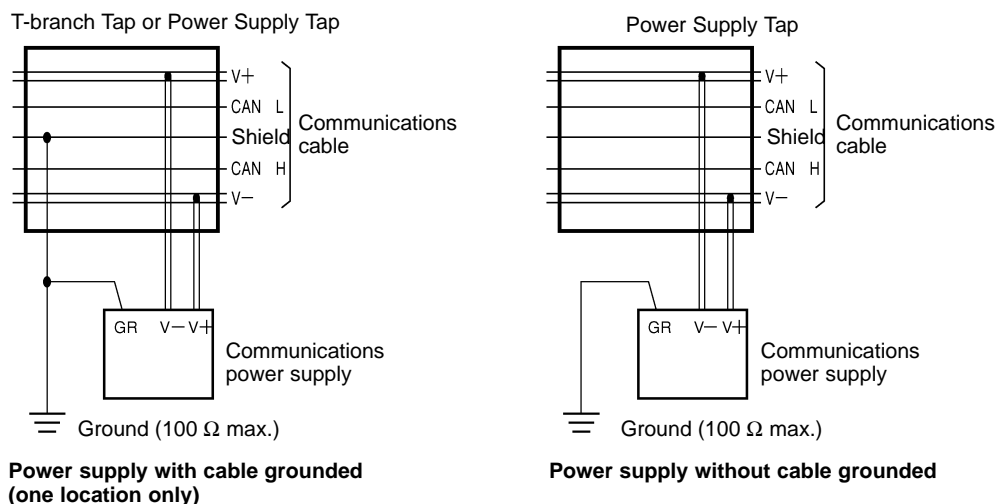 T-branch Tap or Power Supply Tap
V+
CAN L
Shield
CAN H
V−
Communications
cable
GR V− V+
Communications
power supply
Ground (100 Ω max.)
Power supply with cable grounded
(one location only)
Power Supply Tap
V+
CAN L
Shield
CAN H
V−
Communications
cable
GR V− V+
Communications
power supply
Ground (100 Ω max.)
Power supply without cable grounded